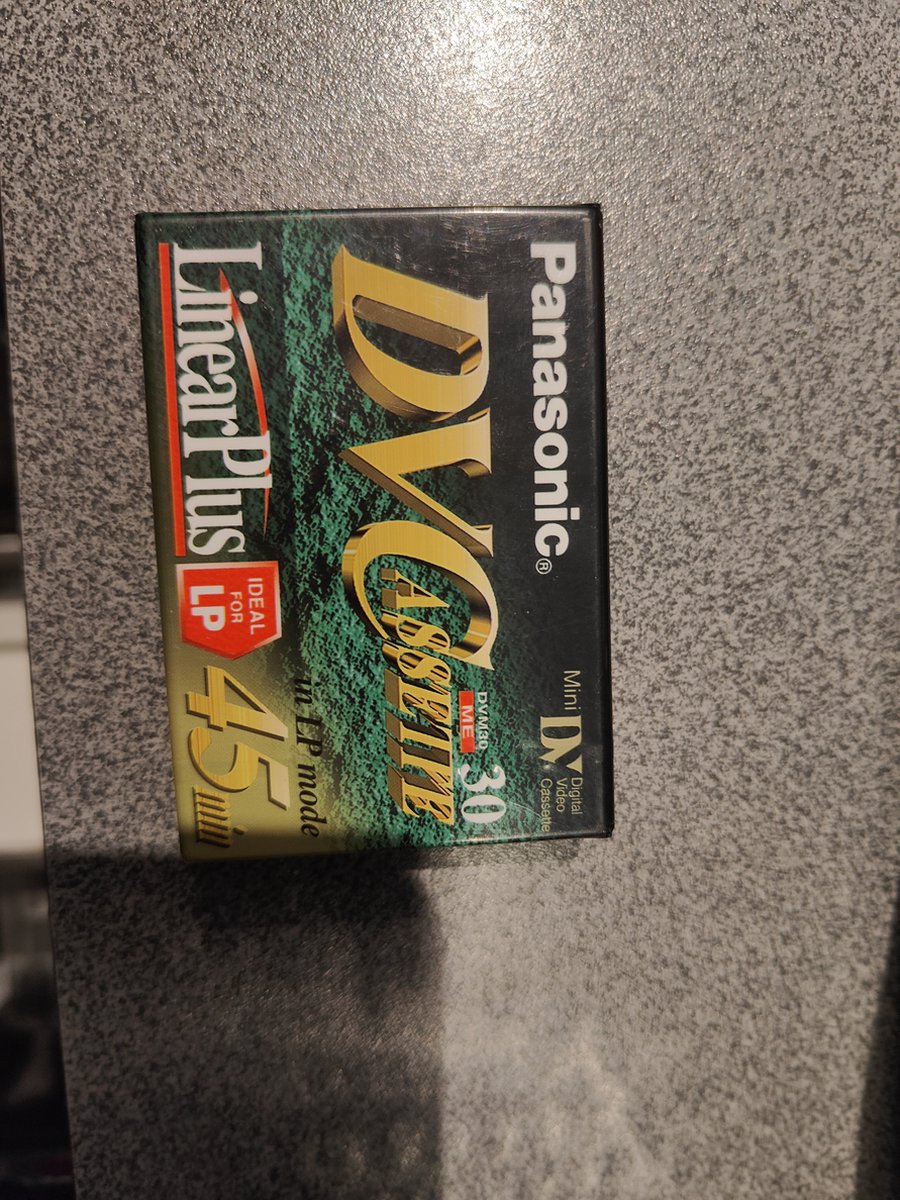 Panasonic®
Mini DV Digital
Video
Cassette
DVCASSETTE
DVM30
ME
30
in LP mode
45min
LinearPlus
IDEAL
FOR
LP